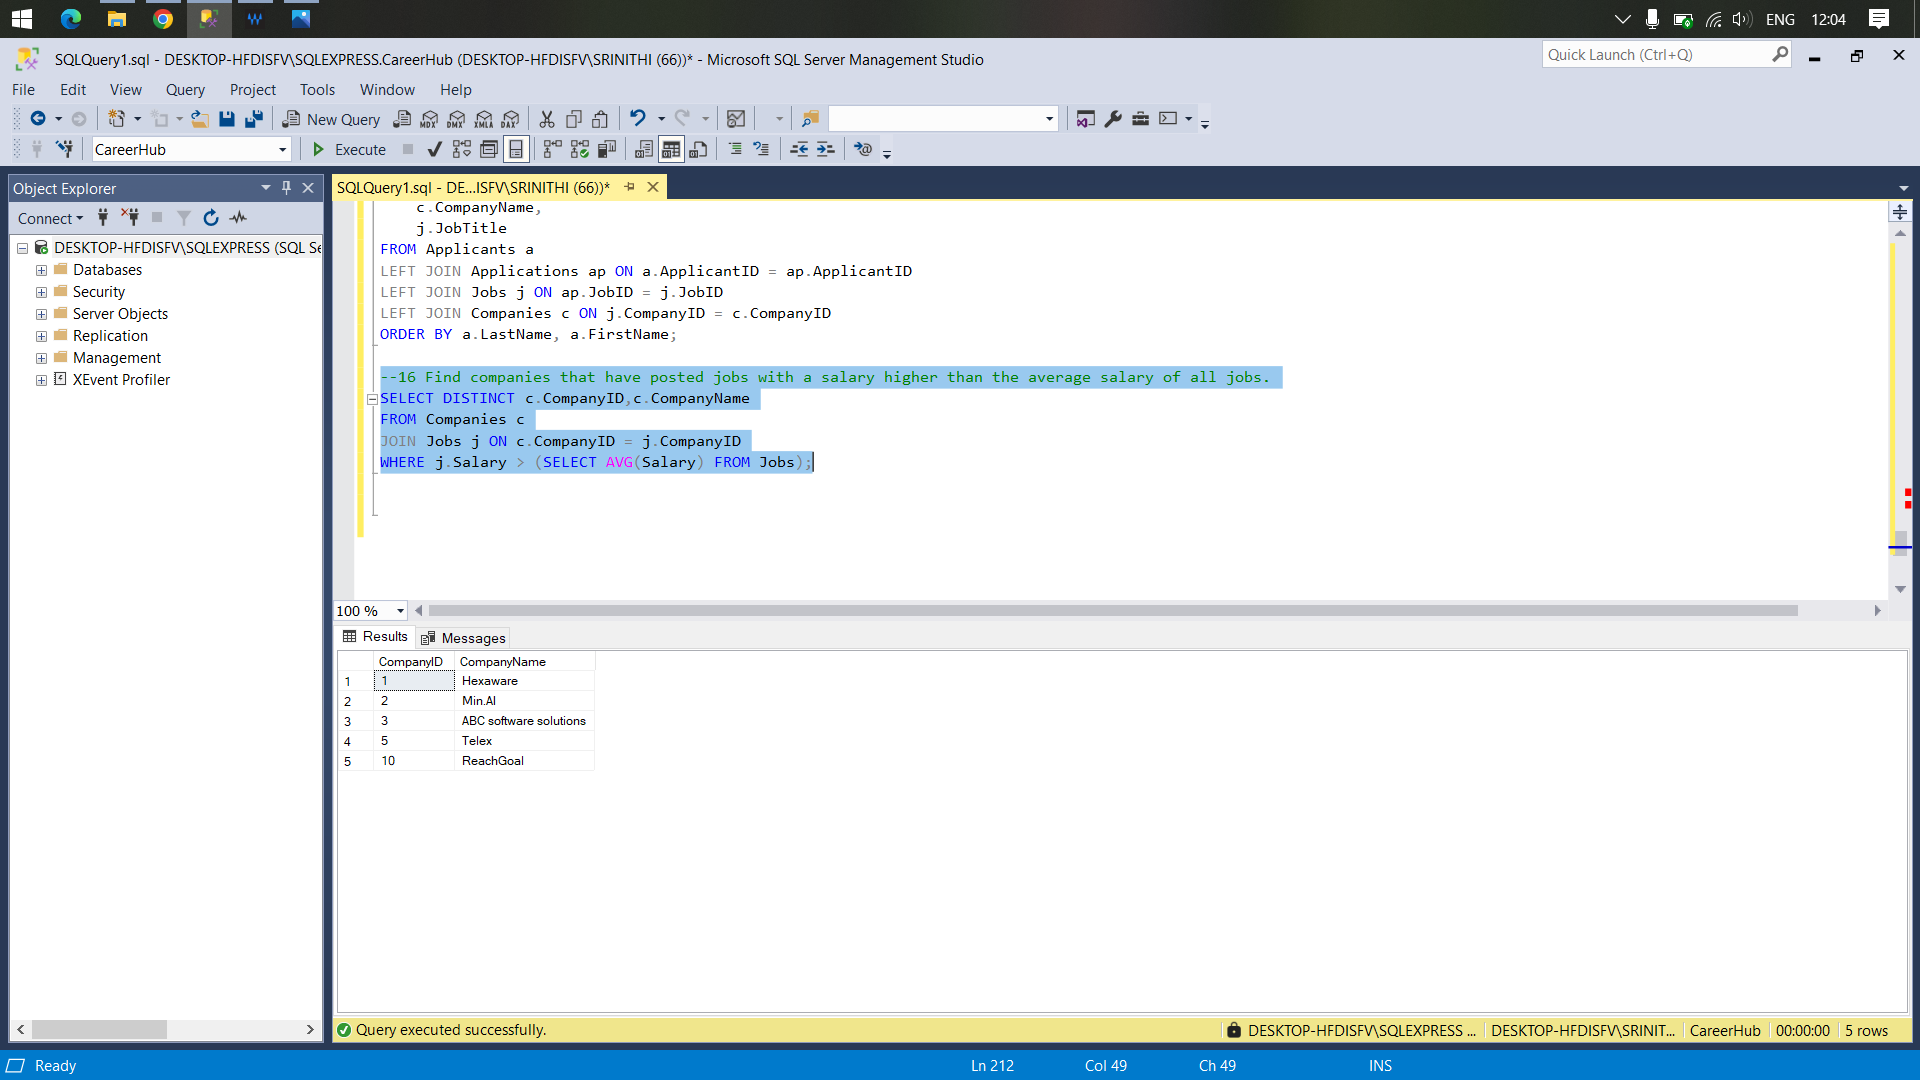 ENG 12:04
SQLQuery1.sql - DESKTOP-HFDISFV\SQLEXPRESS.CareerHub (DESKTOP-HFDISFV\SRINITHI (66))* - Microsoft SQL Server Management Studio
Quick Launch (Ctrl+Q)
File Edit View Query Project Tools Window Help
New Query MDX DMX XMLA DAX
CareerHub Execute
Object Explorer
SQLQuery1.sql - DE...ISFV\SRINITHI (66))*
Connect
DESKTOP-HFDISFV\SQLEXPRESS (SQL Se
Databases
Security
Server Objects
Replication
Management
XEvent Profiler
c.CompanyName,
j.JobTitle
FROM Applicants a
LEFT JOIN Applications ap ON a.ApplicantID = ap.ApplicantID
LEFT JOIN Jobs j ON ap.JobID = j.JobID
LEFT JOIN Companies c ON j.CompanyID = c.CompanyID
ORDER BY a.LastName, a.FirstName;
--16 Find companies that have posted jobs with a salary higher than the average salary of all jobs.
SELECT DISTINCT c.CompanyID,c.CompanyName
FROM Companies c
JOIN Jobs j ON c.CompanyID = j.CompanyID
WHERE j.Salary > (SELECT AVG(Salary) FROM Jobs);
100 %
Results Messages
CompanyID CompanyName
1 1 Hexaware
2 2 Min.AI
3 3 ABC software solutions
4 5 Telex
5 10 ReachGoal
Query executed successfully. DESKTOP-HFDISFV\SQLEXPRESS ... DESKTOP-HFDISFV\SRINIT... CareerHub 00:00:00 5 rows
Ready Ln 212 Col 49 Ch 49 INS